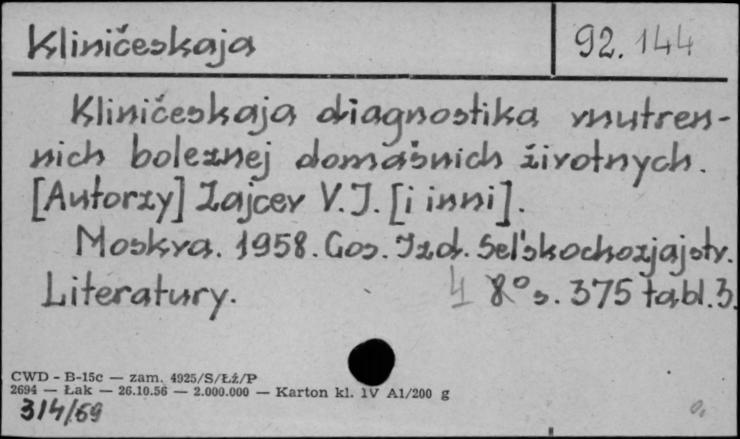 Kliničeskaja 92.144
Kliničeskaja diagnostika vnutren-
nich boleznej domašnich životnych.
[Autorzy] Zajcev V.I. [i inni].
Moskva. 1958. Gos. Izd. Sel'skochozjajstv.
Literatury. 4 8° s. 375 tabl. 3.
CWD - B-15c — zam. 4925/S/Łź/P
2694 — Łak — 26.10.56 — 2.000.000 — Karton kl. IV A1/200 g
314/69